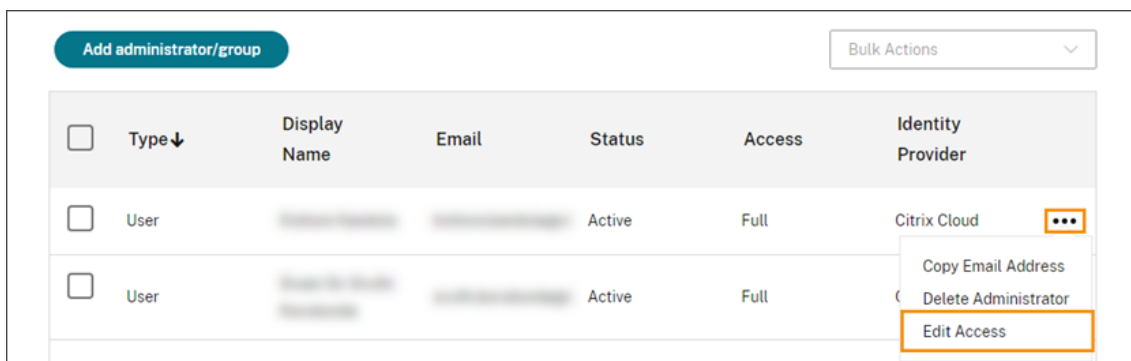 Add administrator/group
Bulk Actions
Type Display Name Email Status Access Identity Provider
User Active Full Citrix Cloud
Copy Email Address
User Active Full
Delete Administrator
Edit Access